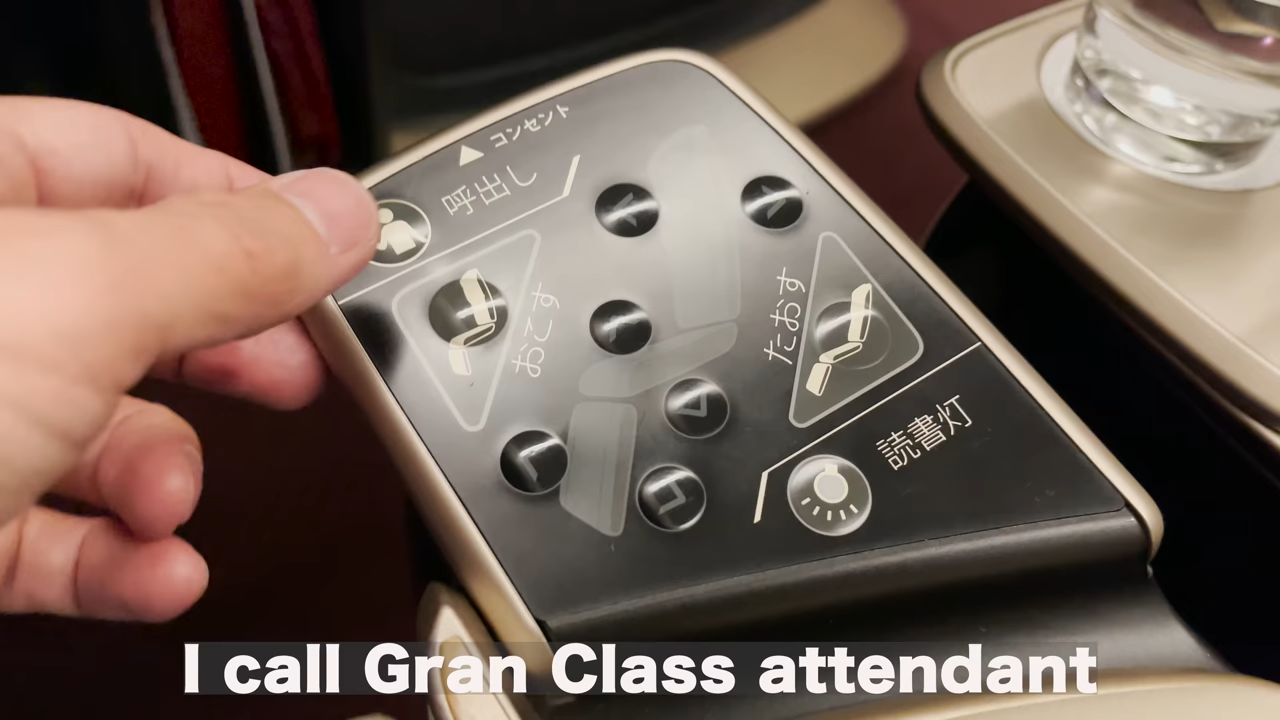 ▲ コンセント
呼出し
おこす
たおす
読書灯
I call Gran Class attendant